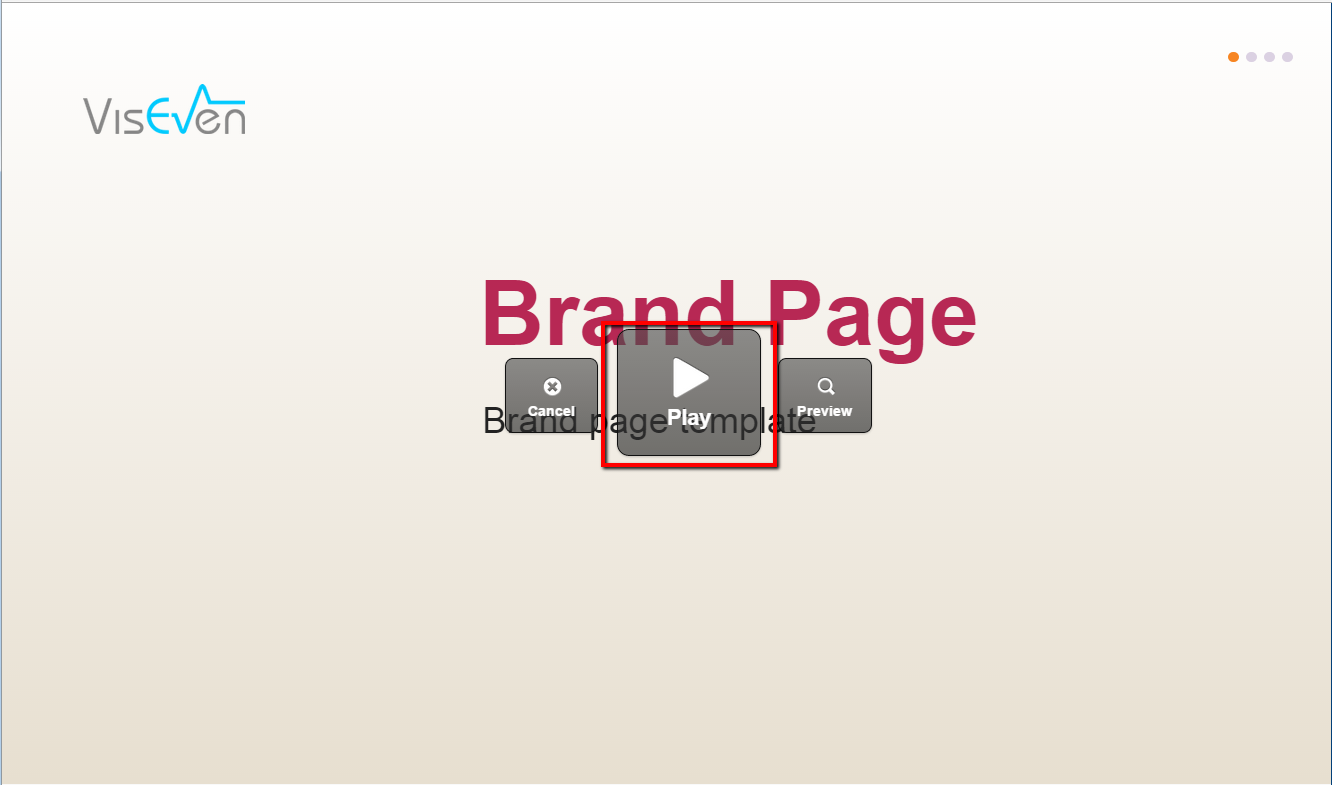 VisEven
Brand Page
Cancel
Play
Preview
Brand page template